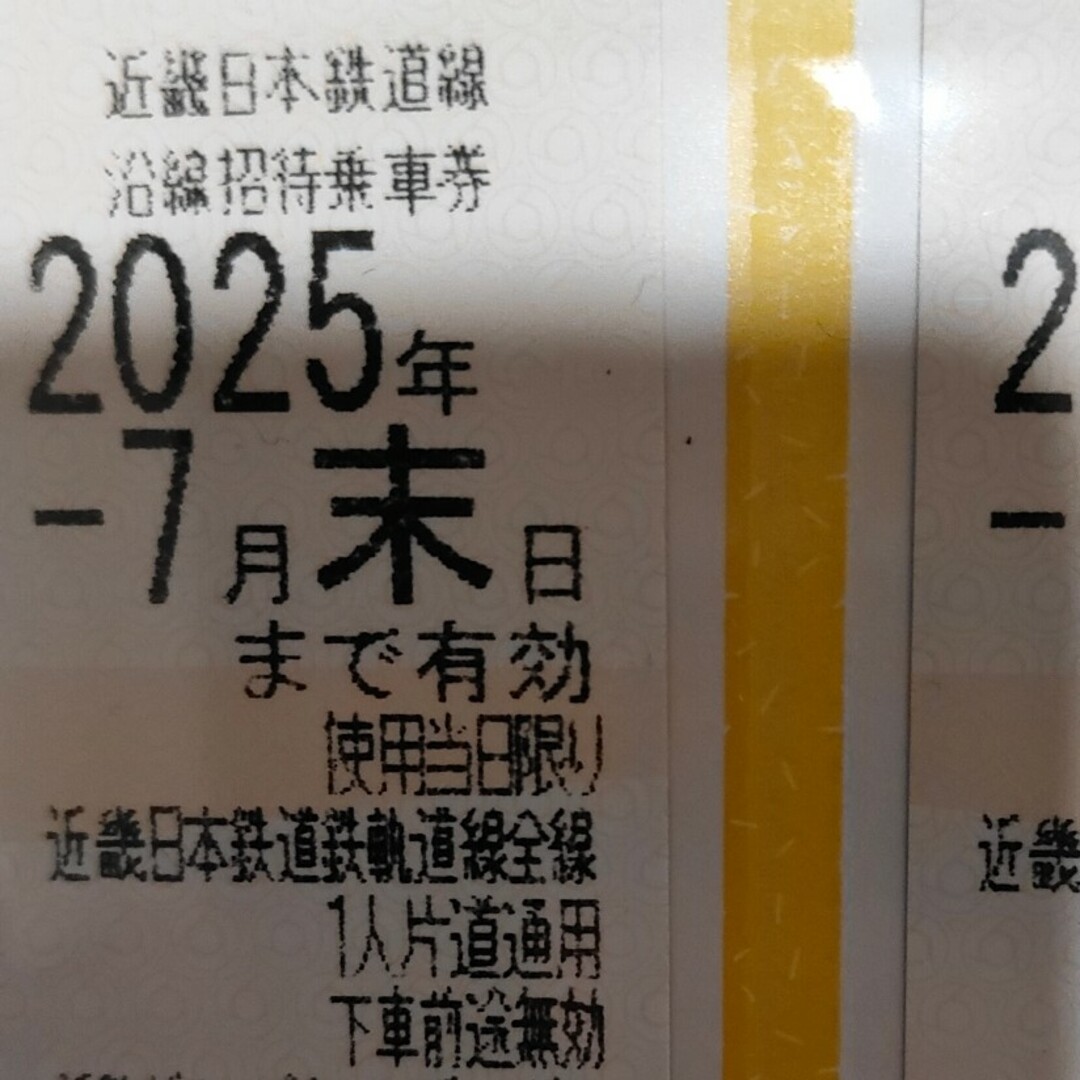 近畿日本鉄道線
沿線招待乗車券
2025年
-7月末日
まで有効
使用当日限り
近畿日本鉄道鉄軌道線全線
1人片道通用
下車前途無効
2
-
近畿